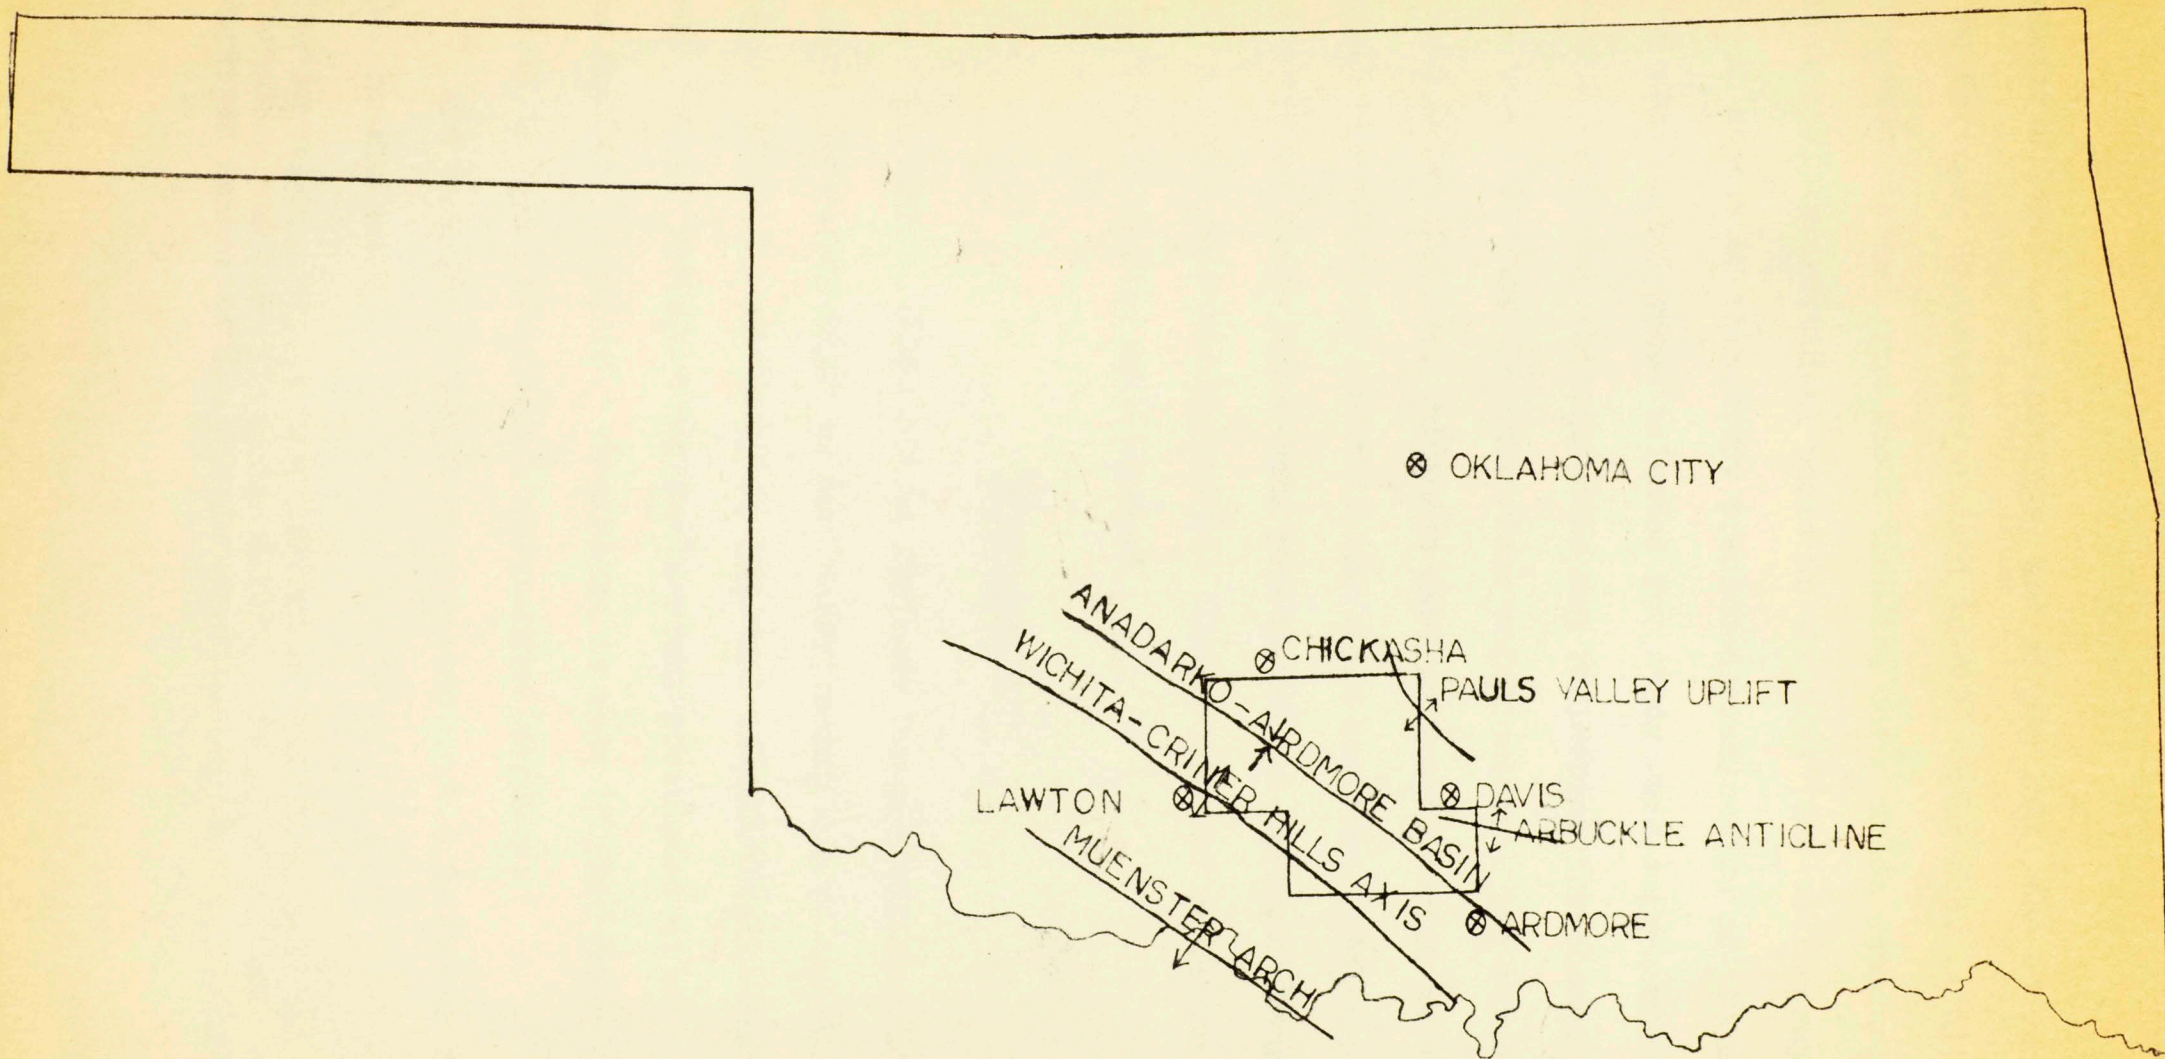 OKLAHOMA CITY
CHICKASHA
PAULS VALLEY UPLIFT
ANADARKO-ARDMORE BASIN
WICHITA-CRINER HILLS AXIS
LAWTON
DAVIS
ARBUCKLE ANTICLINE
MUENSTER ARCH
ARDMORE